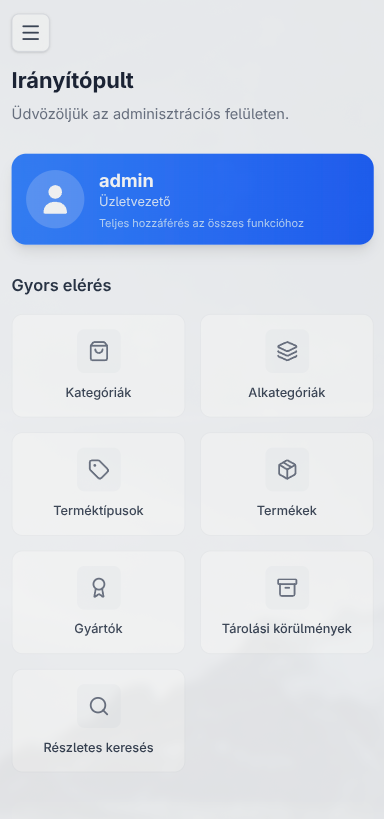 Irányítópult
Üdvözöljük az adminisztrációs felületen.
admin
Üzletvezető
Teljes hozzáférés az összes funkcióhoz
Gyors elérés
Kategóriák
Alkategóriák
Terméktípusok
Termékek
Gyártók
Tárolási körülmények
Részletes keresés